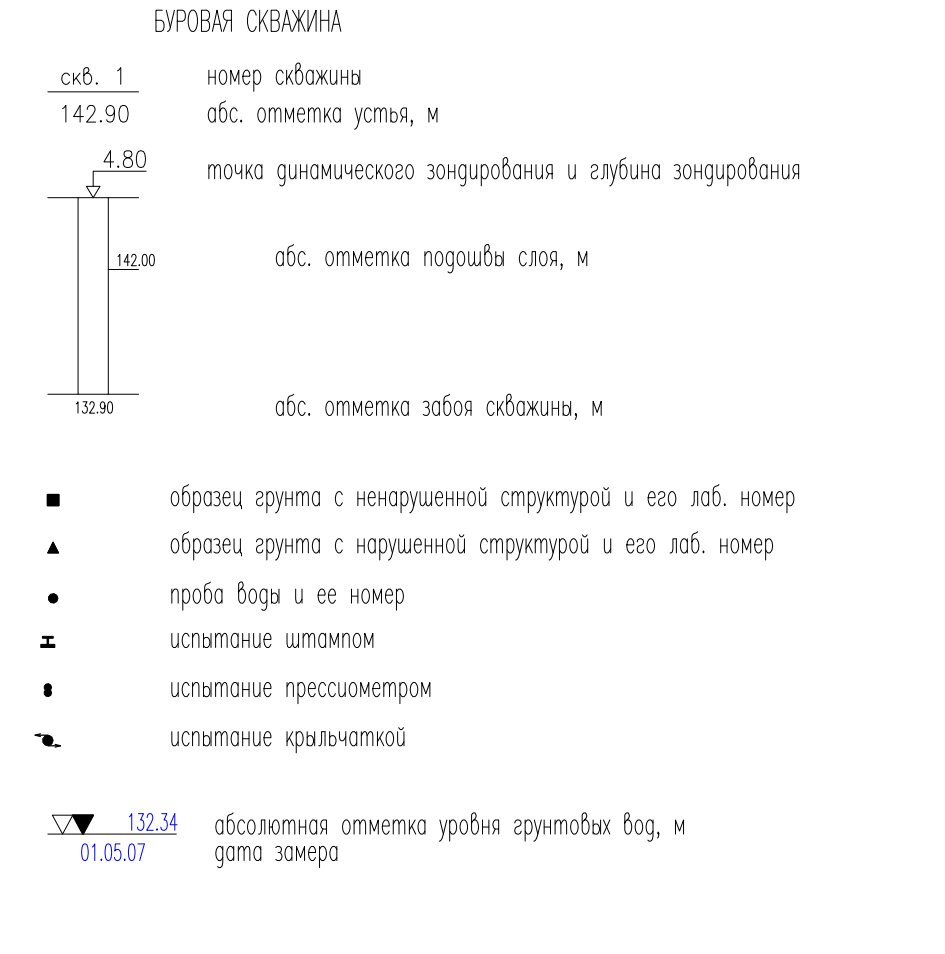 БУРОВАЯ СКВАЖИНА
скв. 1 номер скважины
142.90 абс. отметка устья, м
4.80 точка динамического зондирования и глубина зондирования
142.00 абс. отметка подошвы слоя, м
132.90 абс. отметка забоя скважины, м
образец грунта с ненарушенной структурой и его лаб. номер
образец грунта с нарушенной структурой и его лаб. номер
проба воды и ее номер
испытание штампом
испытание прессиометром
испытание крыльчаткой
132.34 абсолютная отметка уровня грунтовых вод, м
01.05.07 дата замера